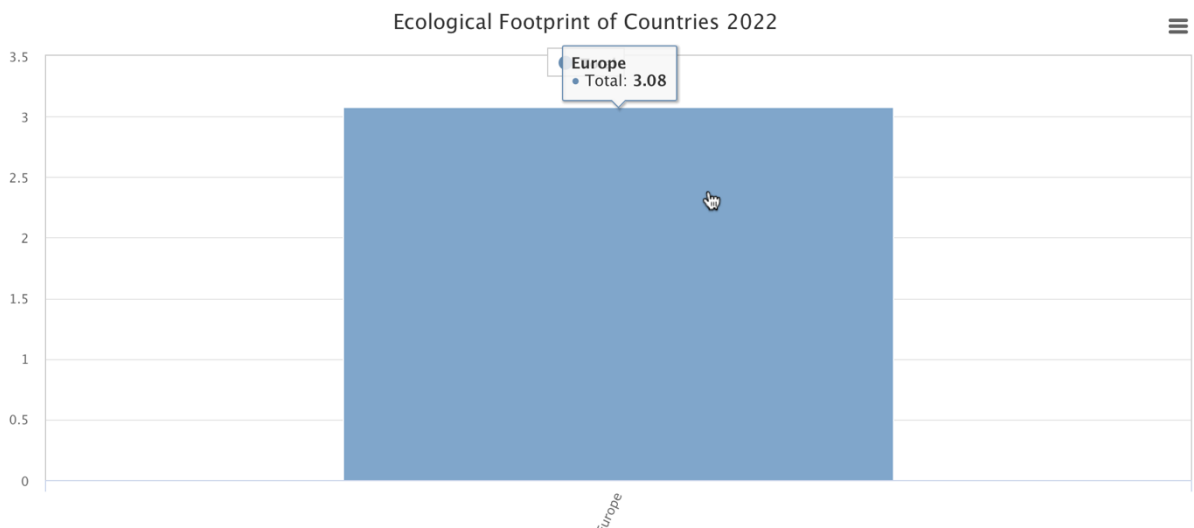 Ecological Footprint of Countries 2022
3.5
Europe
• Total: 3.08
3
2.5
2
1.5
1
0.5
0
Europe